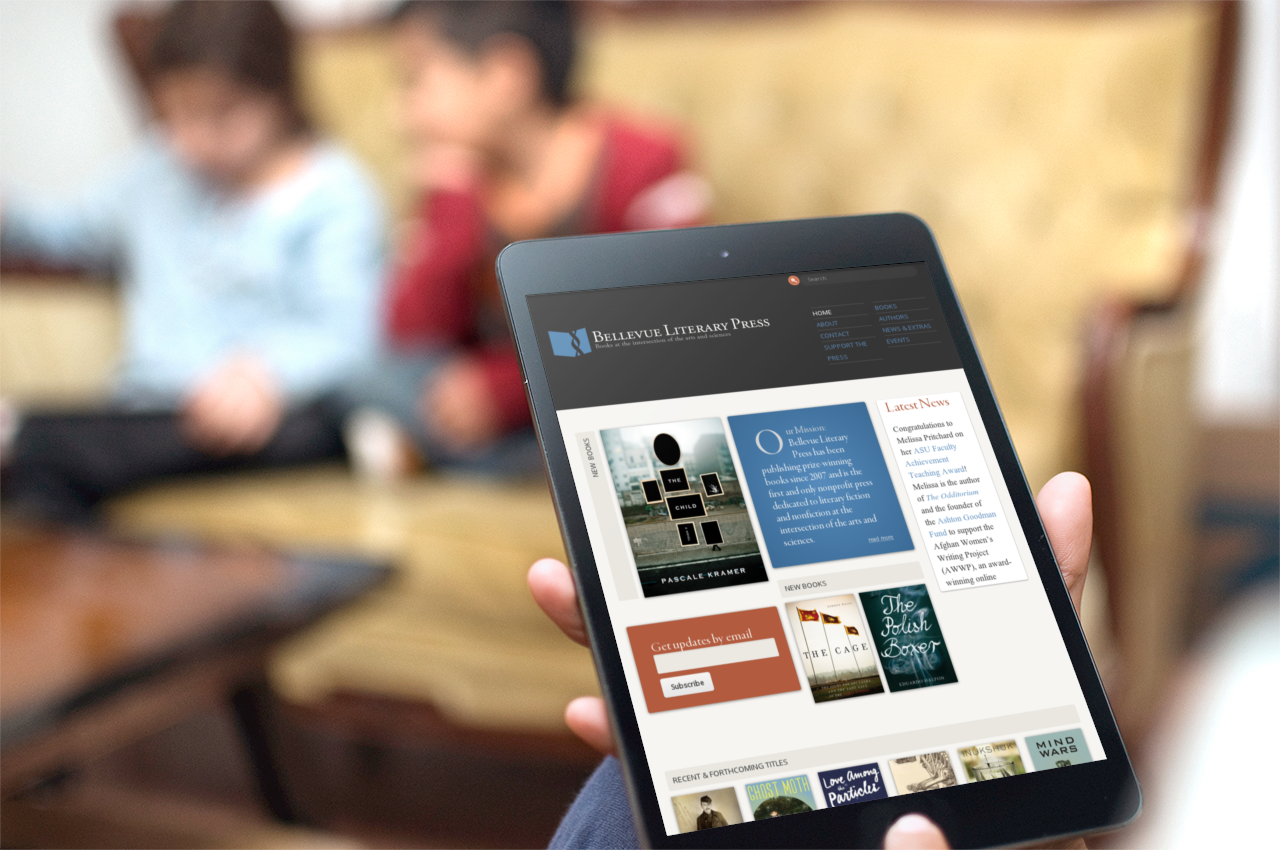 Search
BELLEVUE LITERARY PRESS
Books at the intersection of the arts and sciences
HOME
ABOUT
CONTACT
SUPPORT THE
PRESS
BOOKS
AUTHORS
NEWS & EXTRAS
EVENTS
NEW BOOKS
THE
CHILD
PASCALE KRAMER
Our Mission:
Bellevue Literary
Press has been
publishing prize-winning
books since 2007 and is the
first and only nonprofit press
dedicated to literary fiction
and nonfiction at the
intersection of the arts and
sciences.
read more
Latest News
Congratulations to
Melissa Pritchard on
her ASU Faculty
Achievement
Teaching Award!
Melissa is the author
of The Odditorium
and the founder of
the Ashton Goodman
Fund to support the
Afghan Women's
Writing Project
(AWWP), an award-
winning online
Get updates by email
Subscribe
NEW BOOKS
THE CAGE
The
Polish
Boxer
EDUARDO HALFON
RECENT & FORTHCOMING TITLES
GHOST MOTH
Love Among
the
Particles
MIND
WARS